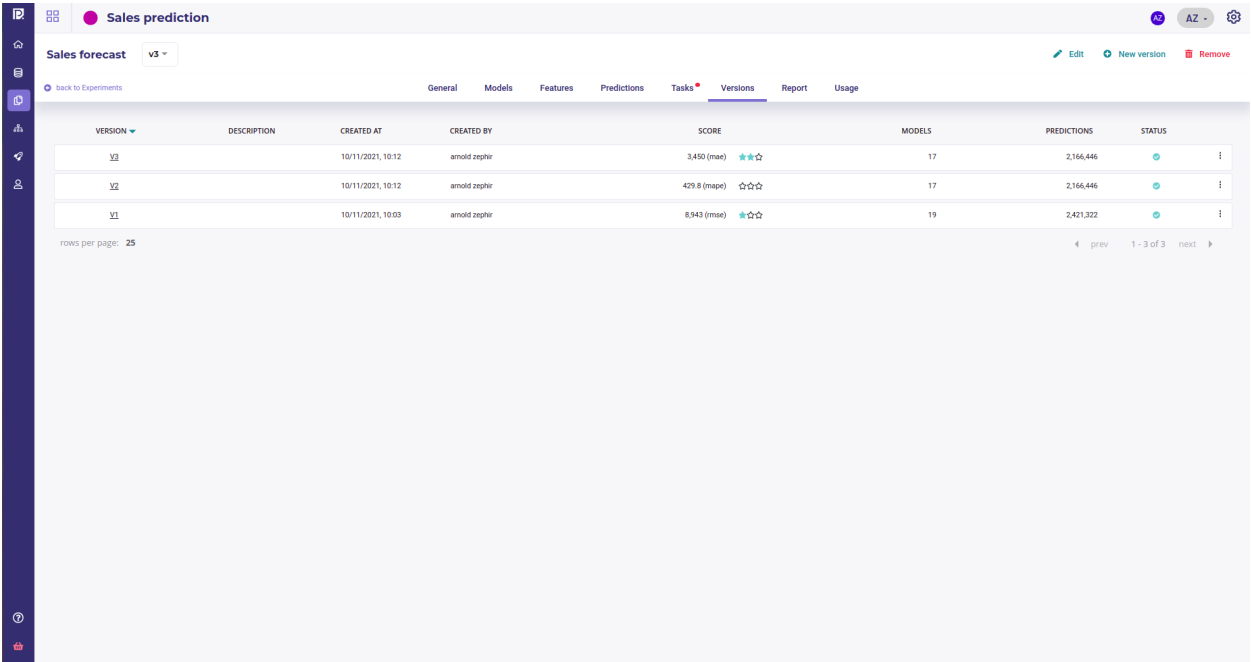 Sales prediction
AZ
AZ
Sales forecast
v3
Edit
New version
Remove
back to Experiments
General Models Features Predictions Tasks Versions Report Usage
VERSION DESCRIPTION CREATED AT CREATED BY SCORE MODELS PREDICTIONS STATUS
V3 10/11/2021, 10:12 arnold zephir 3,450 (mae) 17 2,166,446
V2 10/11/2021, 10:12 arnold zephir 429.8 (mape) 17 2,166,446
V1 10/11/2021, 10:03 arnold zephir 8,943 (rmse) 19 2,421,322
rows per page: 25
prev 1 - 3 of 3 next